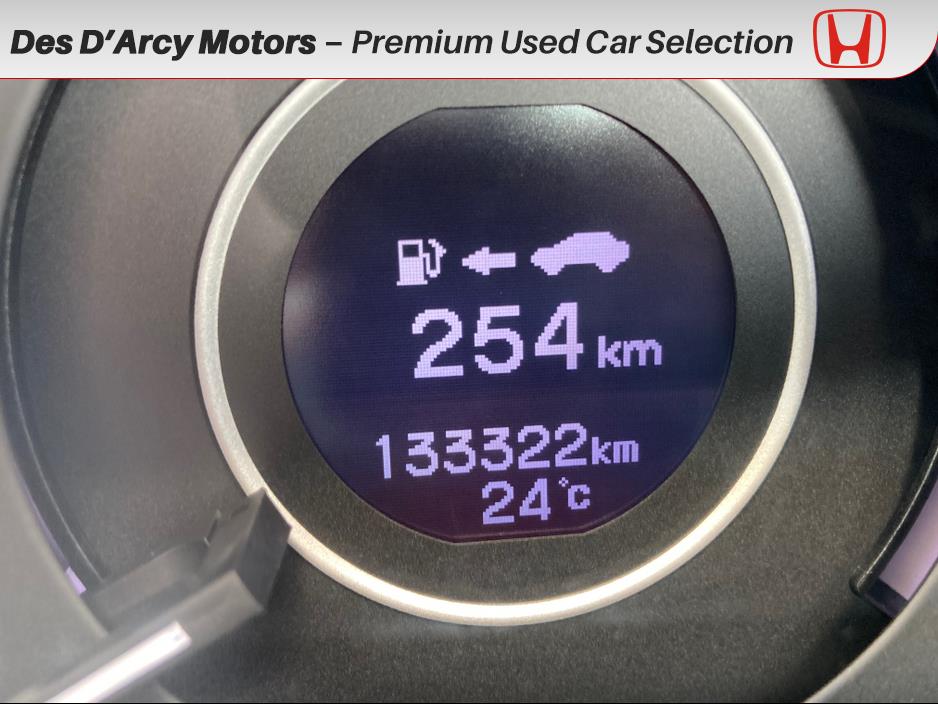 Des D'Arcy Motors – Premium Used Car Selection
254 km
133322km
24°C